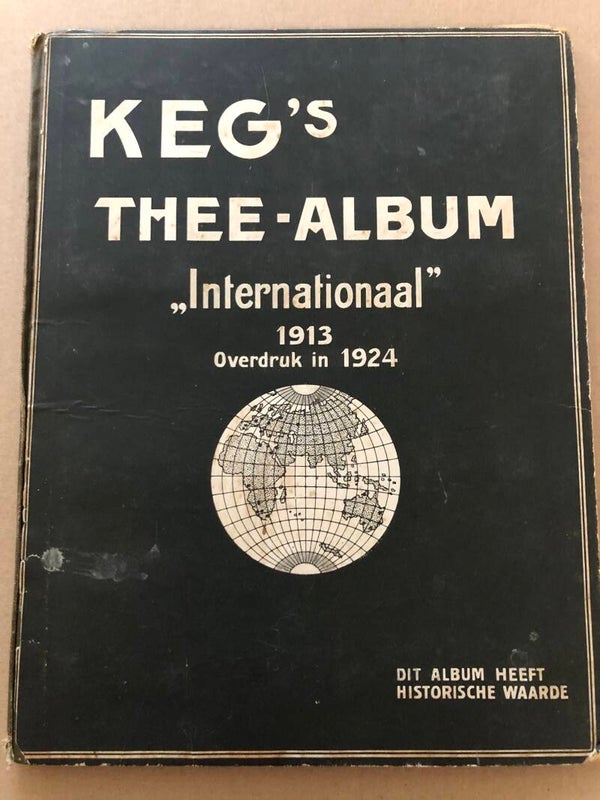 KEG's
THEE-ALBUM
„Internationaal”
1913
Overdruk in 1924
DIT ALBUM HEEFT
HISTORISCHE WAARDE